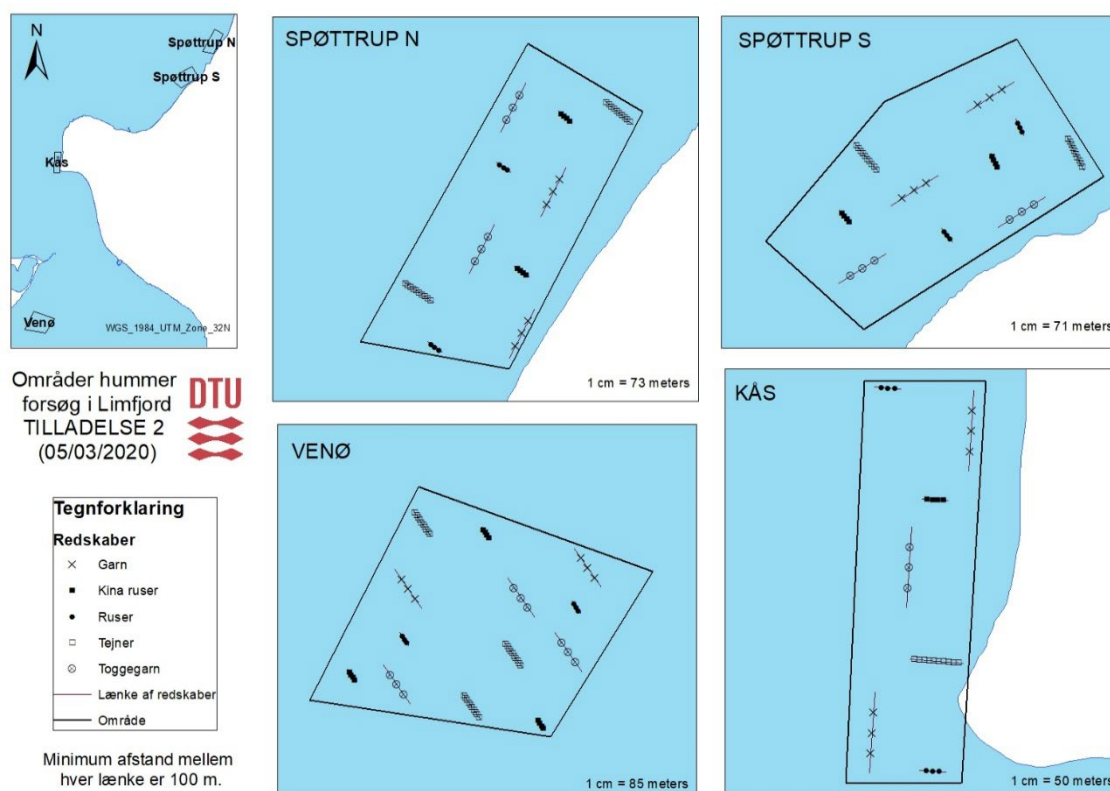 N
Spøttrup N
Spøttrup S
Kås
Venø
WGS_1984_UTM_Zone_32N
SPØTTRUP N
1 cm = 73 meters
SPØTTRUP S
1 cm = 71 meters
Områder hummer
forsøg i Limfjord
TILLADELSE 2
(05/03/2020)
DTU
VENØ
1 cm = 85 meters
KÅS
1 cm = 50 meters
Tegnforklaring
Redskaber
Garn
Kina ruser
Ruser
Tejner
Toggegarn
Lænke af redskaber
Område
Minimum afstand mellem
hver lænke er 100 m.